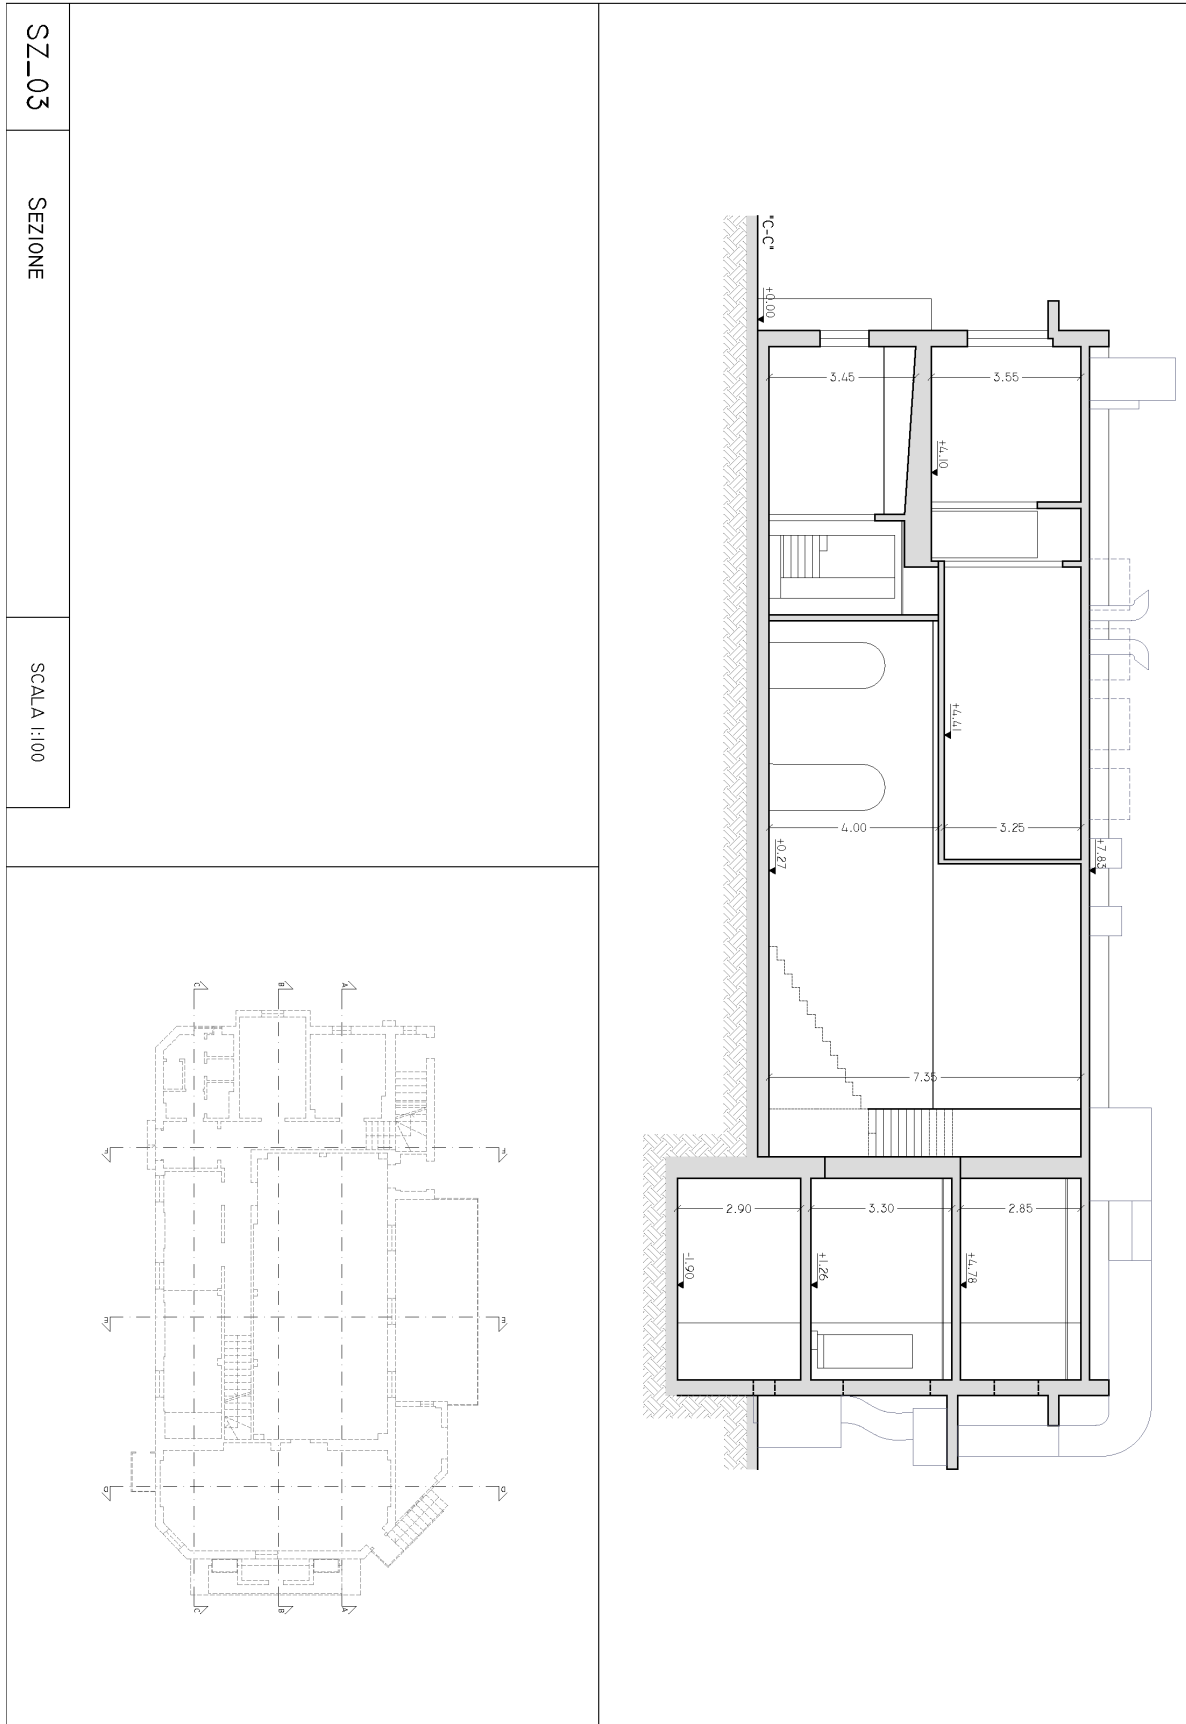 SZ_03
SEZIONE
SCALA 1:100
"C-C"
+0.00
3.45
3.55
+4.10
+4.41
4.00
3.25
+0.27
+7.83
7.35
2.90
3.30
2.85
-1.90
+1.26
+4.78
C
B
A
F
F
E
E
D
D
C
B
A